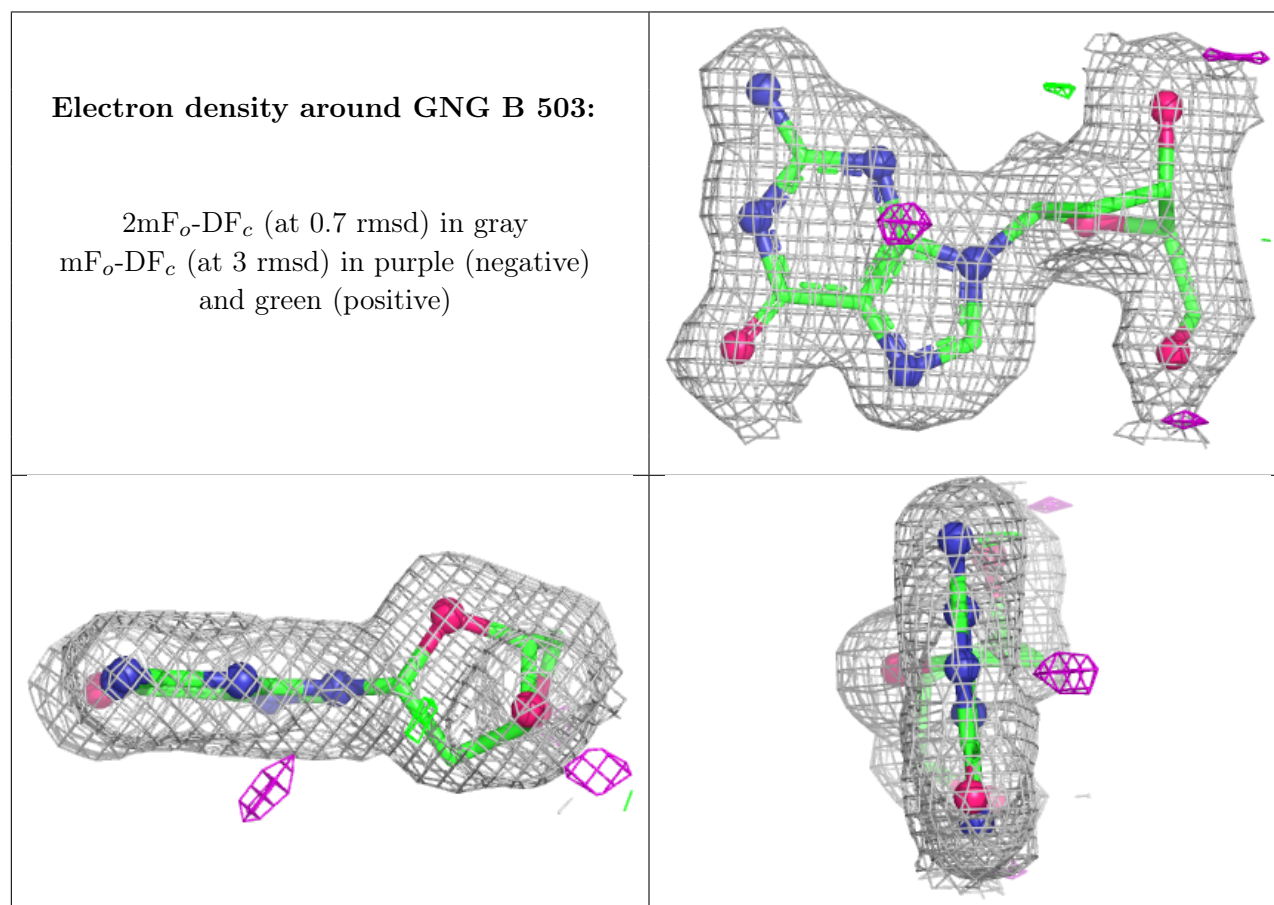 Electron density around GNG B 503:
2mFo-DFc (at 0.7 rmsd) in gray
mFo-DFc (at 3 rmsd) in purple (negative)
and green (positive)